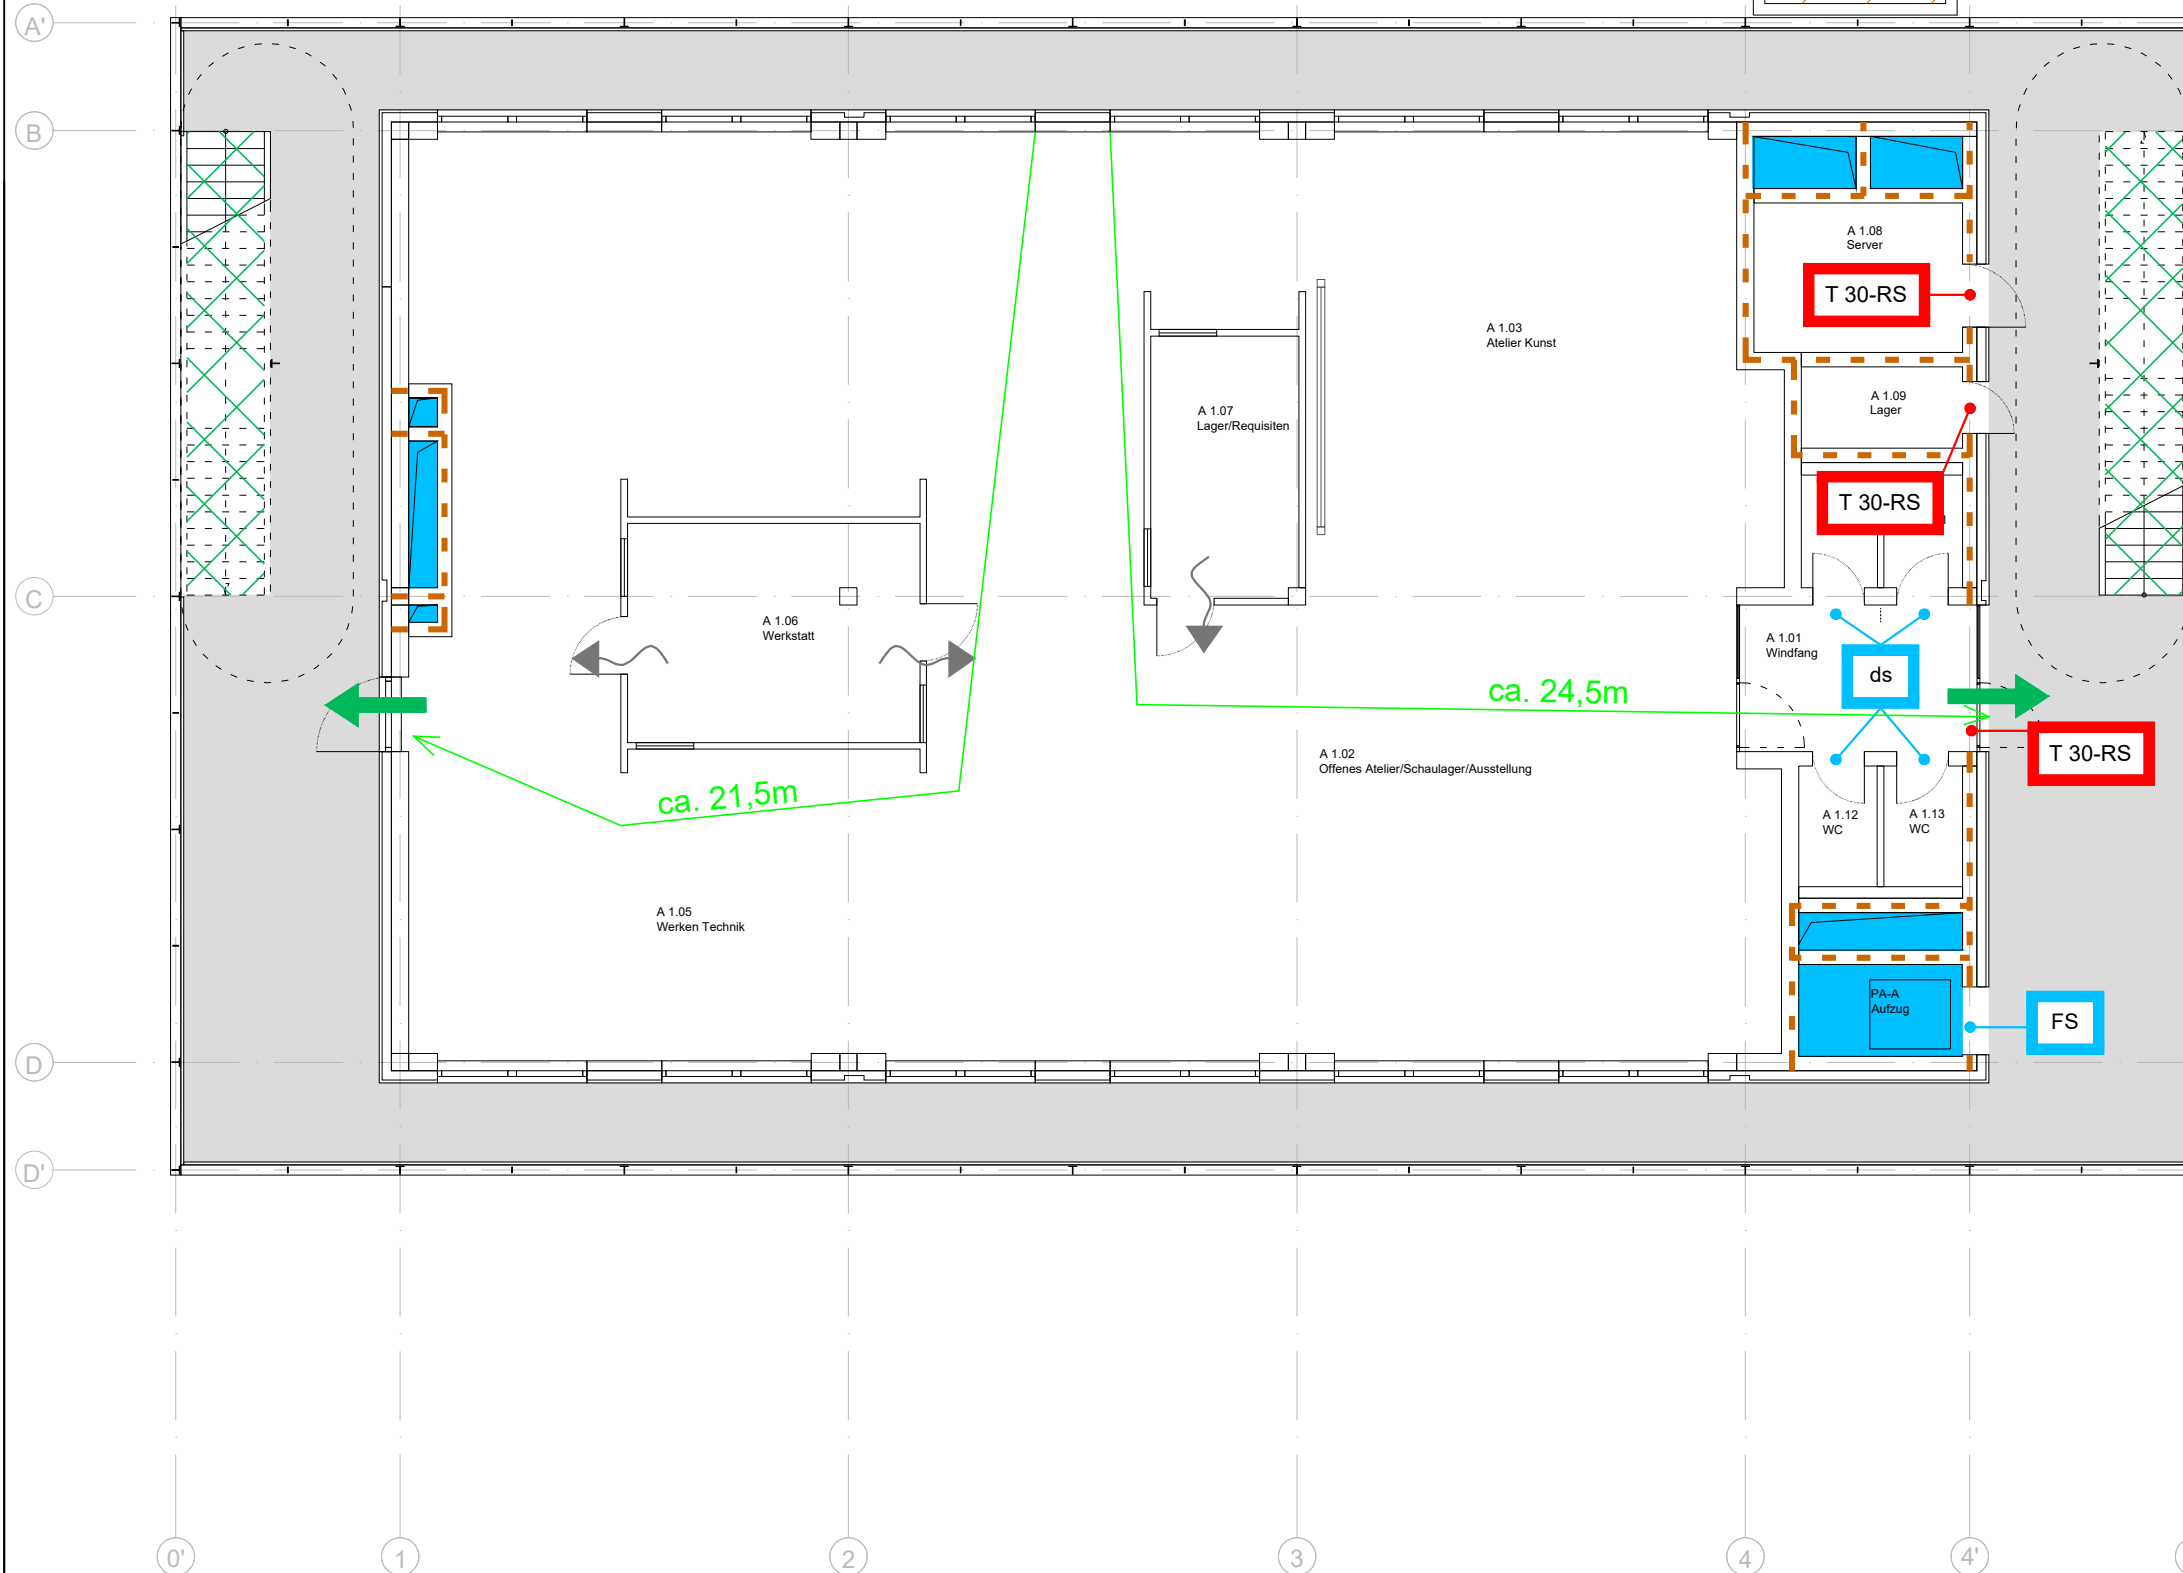 A'
B
A 1.08
Server
T 30-RS
A 1.03
Atelier Kunst
A 1.09
Lager
A 1.07
Lager/Requisiten
T 30-RS
C
A 1.06
Werkstatt
A 1.01
Windfang
ds
ca. 24,5m
T 30-RS
A 1.02
Offenes Atelier/Schaulager/Ausstellung
ca. 21,5m
A 1.12
WC
A 1.13
WC
A 1.05
Werken Technik
PA-A
Aufzug
FS
D
D'
0'
1
2
3
4
4'